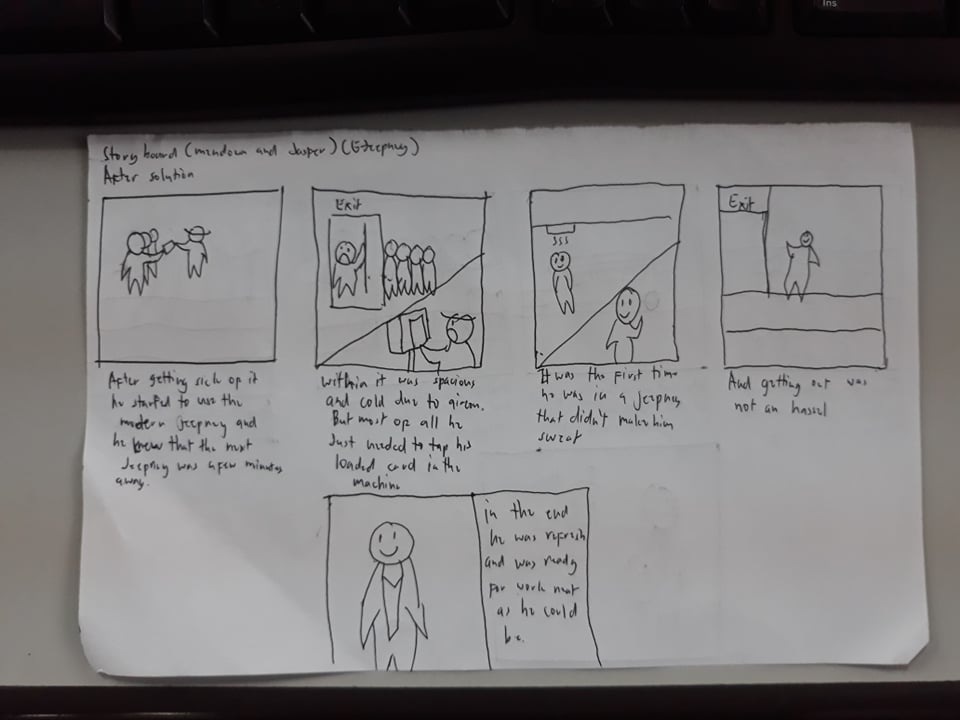 Story board (mendoun and Jasper) (E-Jeepney)
After solution
Exit
Exit
After getting sick of it
he started to use the
modern Jeepney and
he knew that the next
Jeepney was a few minutes
away.
within it was spacious
and cold due to aircon.
But most of all he
Just needed to tap his
loaded card in the
machine
It was the first time
he was in a jeepney
that didn't make him
sweat
And getting out was
not an hassel
in the end
he was refresh
and was ready
for work neat
as he could
be.
Ins